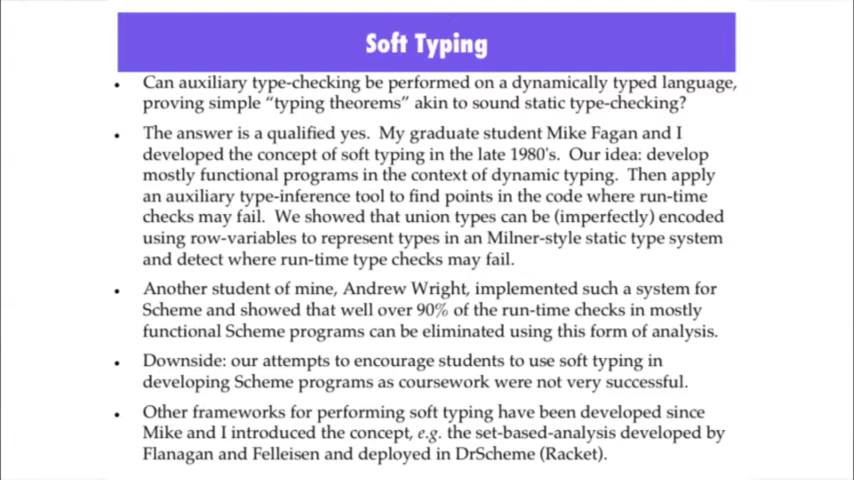 Soft Typing
• Can auxiliary type-checking be performed on a dynamically typed language,
proving simple “typing theorems” akin to sound static type-checking?
• The answer is a qualified yes. My graduate student Mike Fagan and I
developed the concept of soft typing in the late 1980's. Our idea: develop
mostly functional programs in the context of dynamic typing. Then apply
an auxiliary type-inference tool to find points in the code where run-time
checks may fail. We showed that union types can be (imperfectly) encoded
using row-variables to represent types in an Milner-style static type system
and detect where run-time type checks may fail.
• Another student of mine, Andrew Wright, implemented such a system for
Scheme and showed that well over 90% of the run-time checks in mostly
functional Scheme programs can be eliminated using this form of analysis.
• Downside: our attempts to encourage students to use soft typing in
developing Scheme programs as coursework were not very successful.
• Other frameworks for performing soft typing have been developed since
Mike and I introduced the concept, e.g. the set-based-analysis developed by
Flanagan and Felleisen and deployed in DrScheme (Racket).